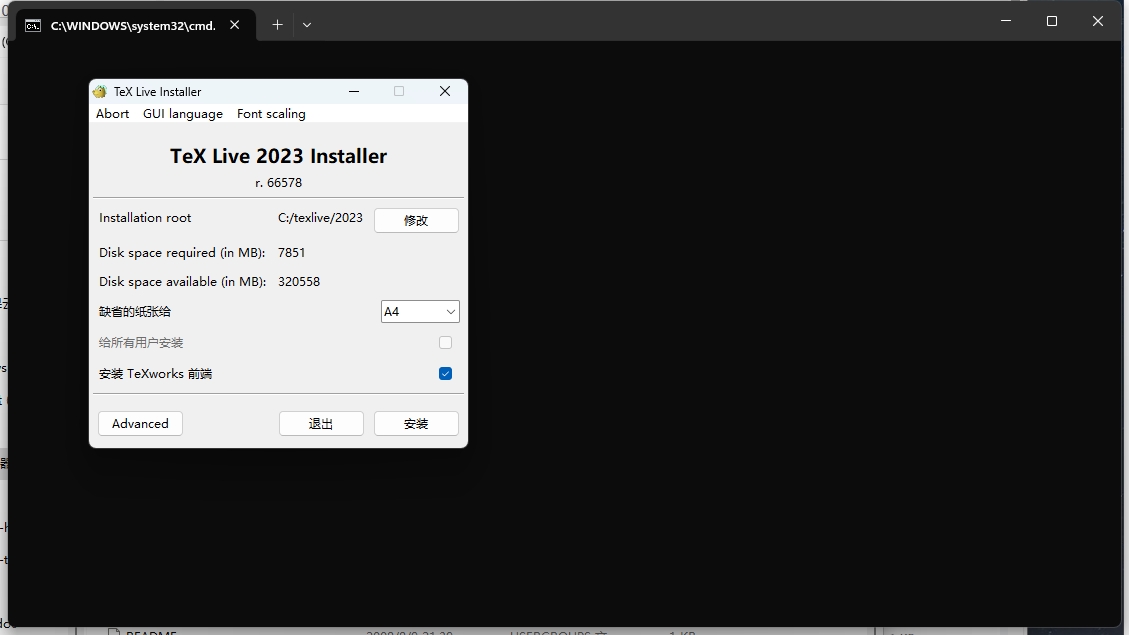 C:\WINDOWS\system32\cmd.
TeX Live Installer
Abort GUI language Font scaling
TeX Live 2023 Installer
r. 66578
Installation root C:/texlive/2023 修改
Disk space required (in MB): 7851
Disk space available (in MB): 320558
缺省的纸张给 A4
给所有用户安装
安装 TeXworks 前端
Advanced 退出 安装